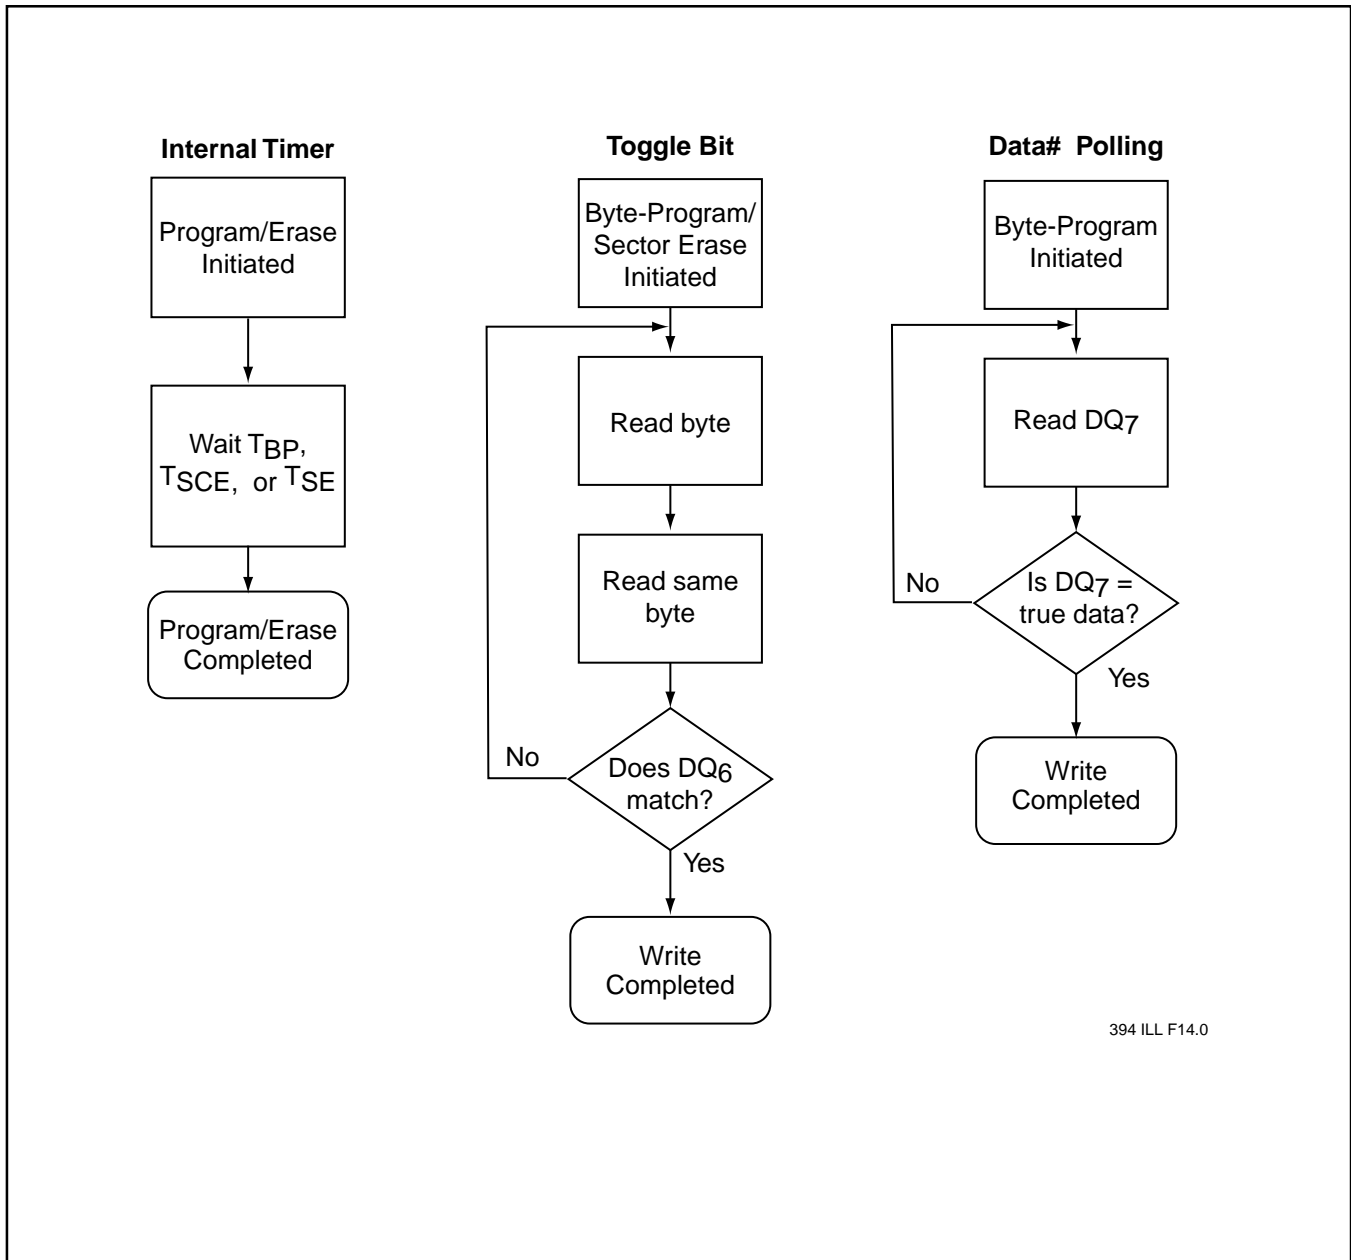 Internal Timer
Program/Erase
Initiated
Wait TBP,
TSCE, or TSE
Program/Erase
Completed
Toggle Bit
Byte-Program/
Sector Erase
Initiated
Read byte
Read same
byte
No
Does DQ6
match?
Yes
Write
Completed
Data# Polling
Byte-Program
Initiated
Read DQ7
No
Is DQ7 =
true data?
Yes
Write
Completed
394 ILL F14.0